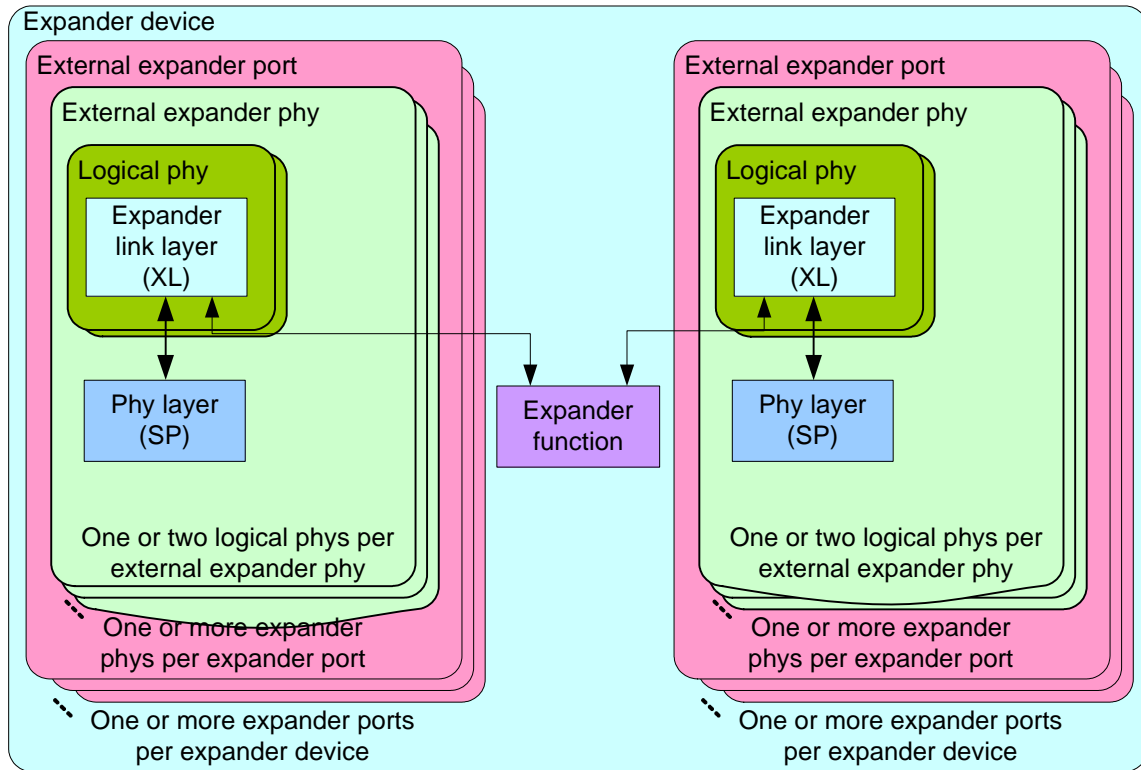 Expander device
External expander port
External expander phy
Logical phy
Expander
link layer
(XL)
Phy layer
(SP)
One or two logical phys per
external expander phy
One or more expander
phys per expander port
One or more expander ports
per expander device
Expander
function
External expander port
External expander phy
Logical phy
Expander
link layer
(XL)
Phy layer
(SP)
One or two logical phys per
external expander phy
One or more expander
phys per expander port
One or more expander ports
per expander device